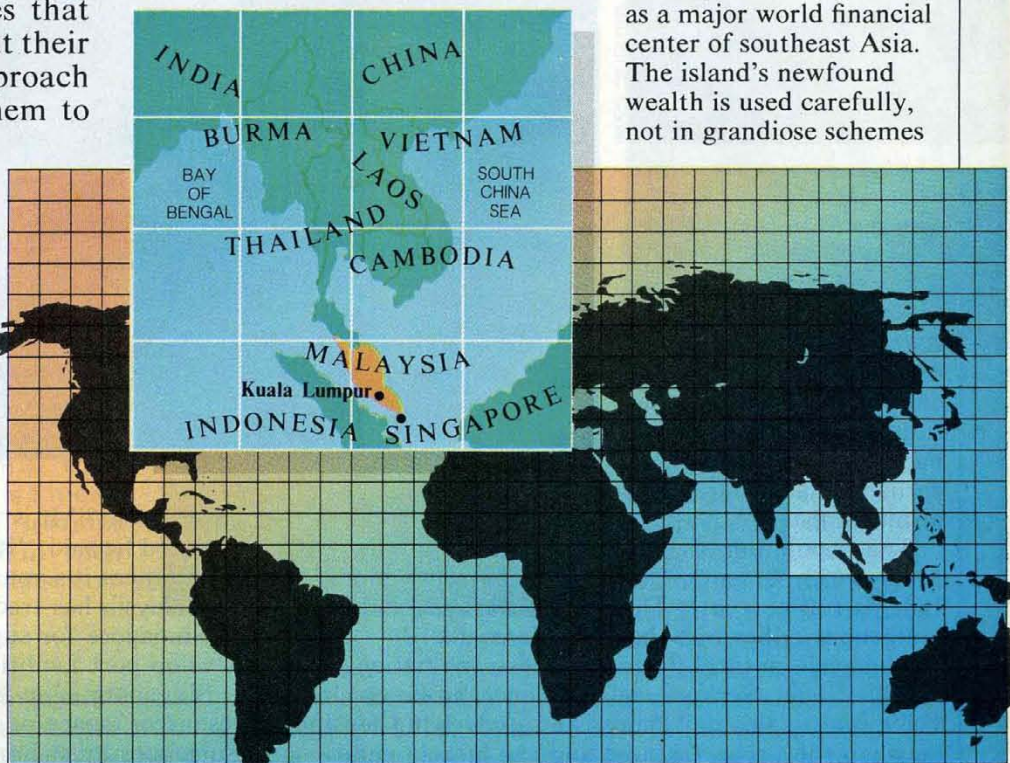 es that
t their
proach
em to
as a major world financial
center of southeast Asia.
The island's newfound
wealth is used carefully,
not in grandiose schemes
INDIA
CHINA
BURMA
VIETNAM
LAOS
BAY
OF
BENGAL
SOUTH
CHINA
SEA
THAILAND
CAMBODIA
MALAYSIA
Kuala Lumpur
INDONESIA
SINGAPORE